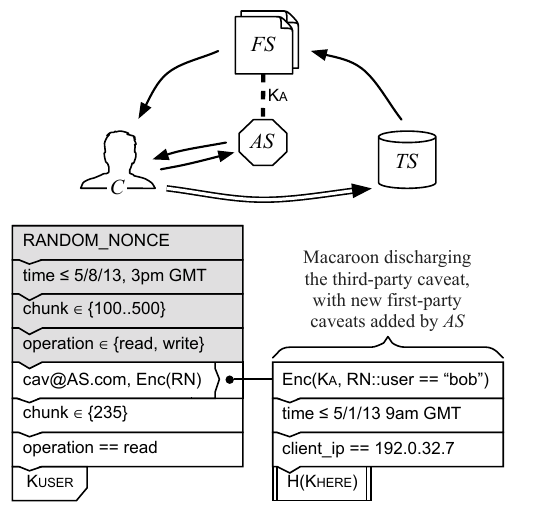 FS
KA
AS
C
TS
RANDOM_NONCE
time ≤ 5/8/13, 3pm GMT
chunk ∈ {100..500}
operation ∈ {read, write}
cav@AS.com, Enc(RN)
chunk ∈ {235}
operation == read
KUSER
Macaroon discharging
the third-party caveat,
with new first-party
caveats added by AS
Enc(KA, RN::user == “bob”)
time ≤ 5/1/13 9am GMT
client_ip == 192.0.32.7
H(KHERE)